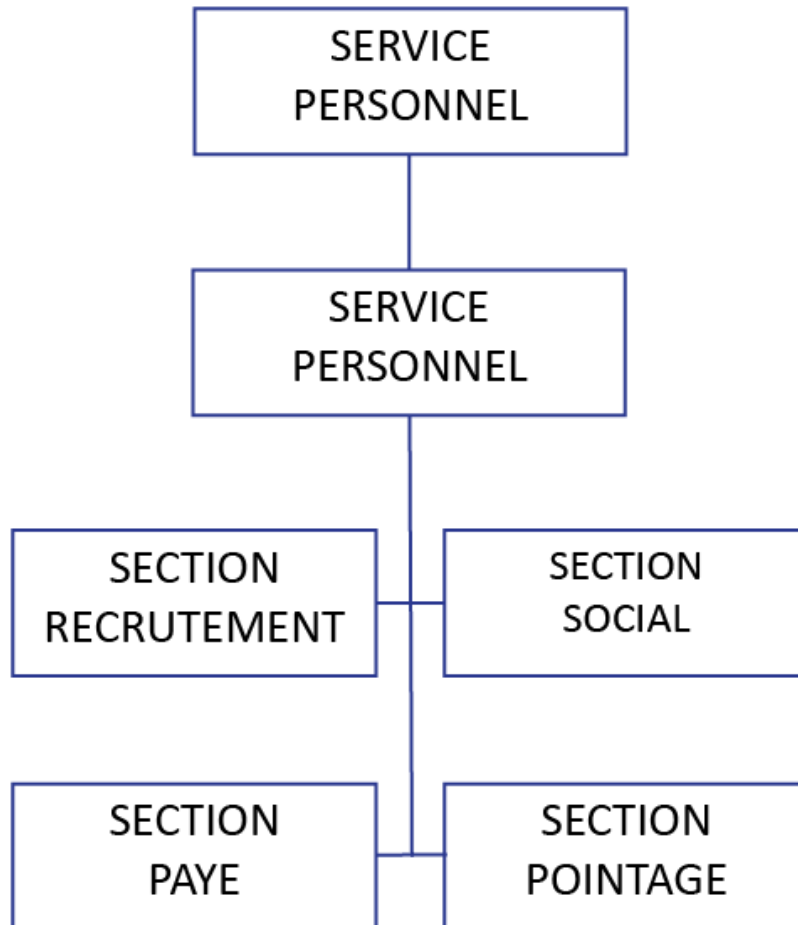 SERVICE
PERSONNEL
SERVICE
PERSONNEL
SECTION
RECRUTEMENT
SECTION
SOCIAL
SECTION
PAYE
SECTION
POINTAGE